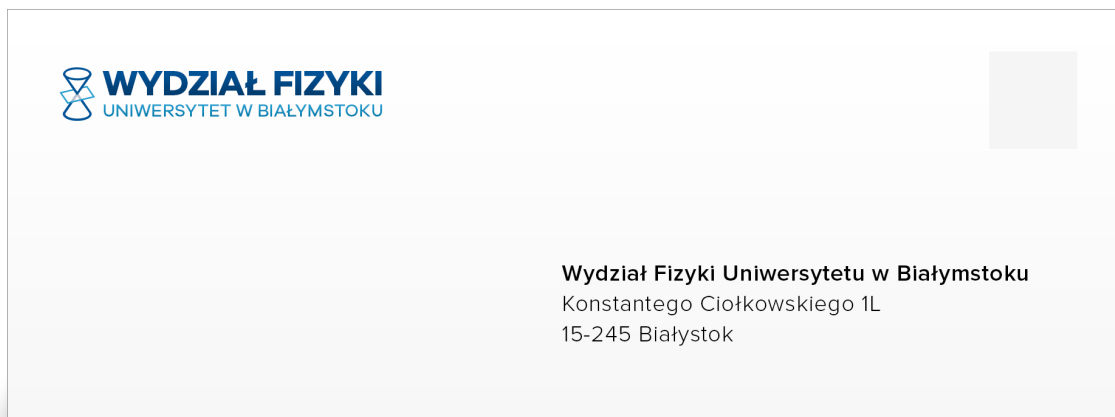 WYDZIAŁ FIZYKI
UNIWERSYTET W BIAŁYMSTOKU
Wydział Fizyki Uniwersytetu w Białymstoku
Konstantego Ciołkowskiego 1L
15-245 Białystok